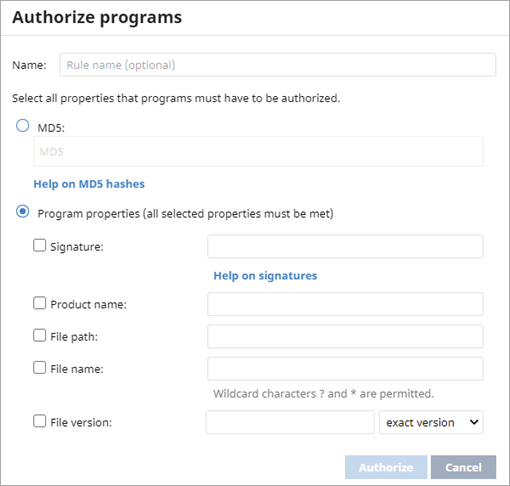 Authorize programs
Name: Rule name (optional)
Select all properties that programs must have to be authorized.
MD5:
MD5
Help on MD5 hashes
Program properties (all selected properties must be met)
Signature:
Help on signatures
Product name:
File path:
File name:
Wildcard characters ? and * are permitted.
File version: exact version
Authorize Cancel